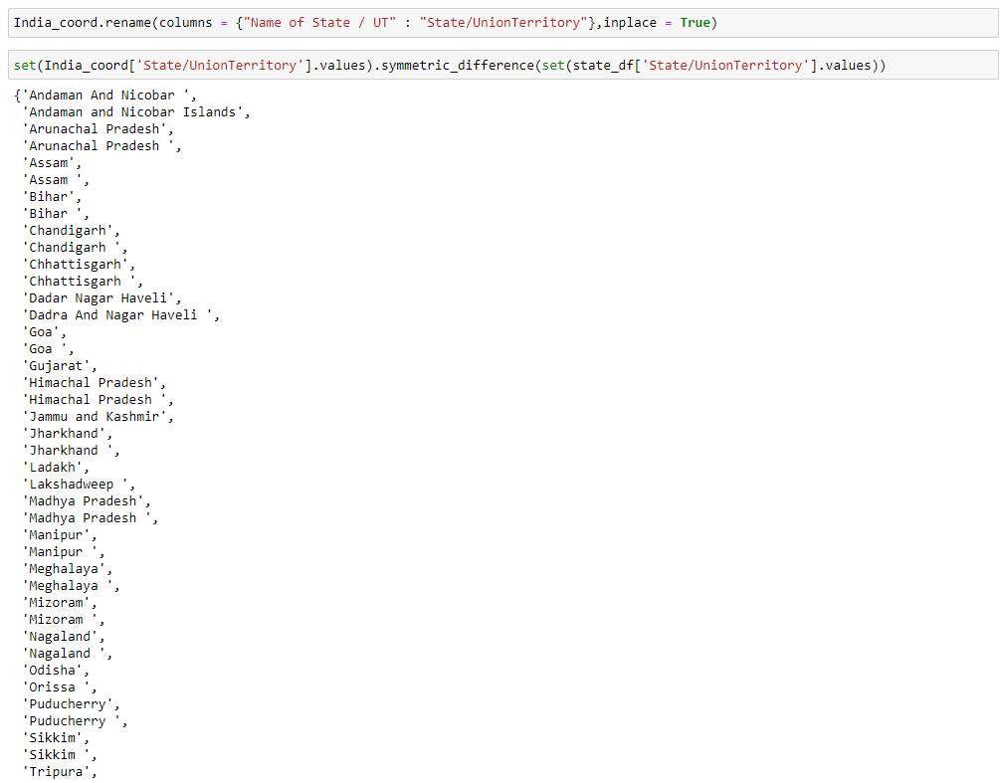 India_coord.rename(columns = {"Name of State / UT" : "State/UnionTerritory"},inplace = True)
set(India_coord['State/UnionTerritory'].values).symmetric_difference(set(state_df['State/UnionTerritory'].values))
{'Andaman And Nicobar ',
'Andaman and Nicobar Islands',
'Arunachal Pradesh',
'Arunachal Pradesh ',
'Assam',
'Assam ',
'Bihar',
'Bihar ',
'Chandigarh',
'Chandigarh ',
'Chhattisgarh',
'Chhattisgarh ',
'Dadar Nagar Haveli',
'Dadra And Nagar Haveli ',
'Goa',
'Goa ',
'Gujarat',
'Himachal Pradesh',
'Himachal Pradesh ',
'Jammu and Kashmir',
'Jharkhand',
'Jharkhand ',
'Ladakh',
'Lakshadweep ',
'Madhya Pradesh',
'Madhya Pradesh ',
'Manipur',
'Manipur ',
'Meghalaya',
'Meghalaya ',
'Mizoram',
'Mizoram ',
'Nagaland',
'Nagaland ',
'Odisha',
'Orissa ',
'Puducherry',
'Puducherry ',
'Sikkim',
'Sikkim ',
'Tripura',